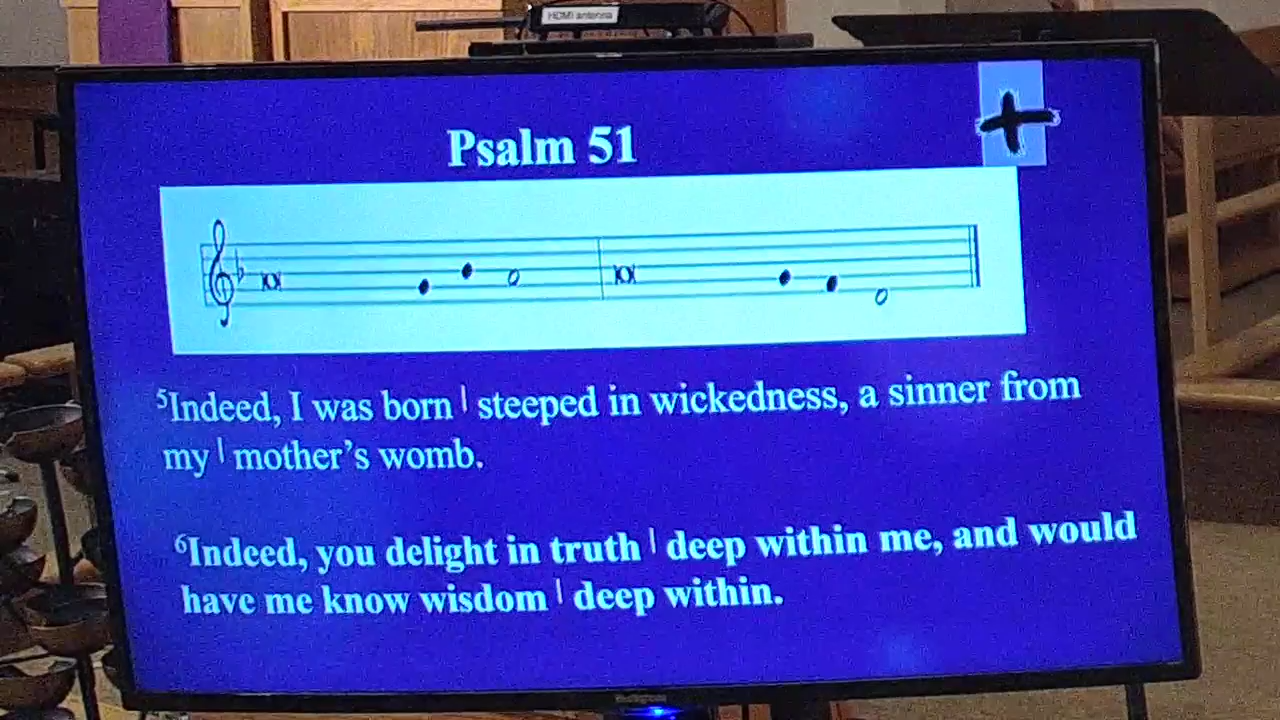 HDMI antenna
Psalm 51
⁵Indeed, I was born | steeped in wickedness, a sinner from
my | mother’s womb.
⁶Indeed, you delight in truth | deep within me, and would
have me know wisdom | deep within.